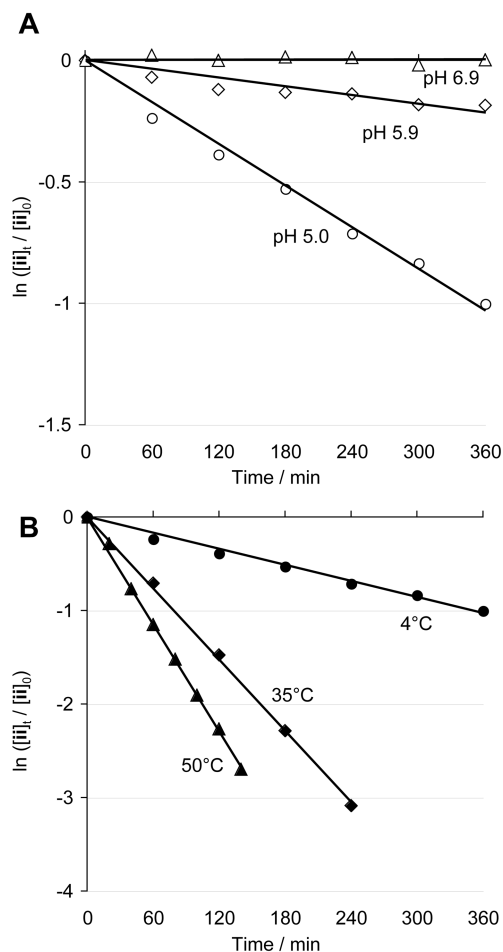 A
0
pH 6.9
pH 5.9
-0.5
pH 5.0
ln ([ii]t / [ii]0)
-1
-1.5
0 60 120 180 240 300 360
Time / min
B
0
-1
4°C
ln ([ii]t / [ii]0)
35°C
-2
50°C
-3
-4
0 60 120 180 240 300 360
Time / min